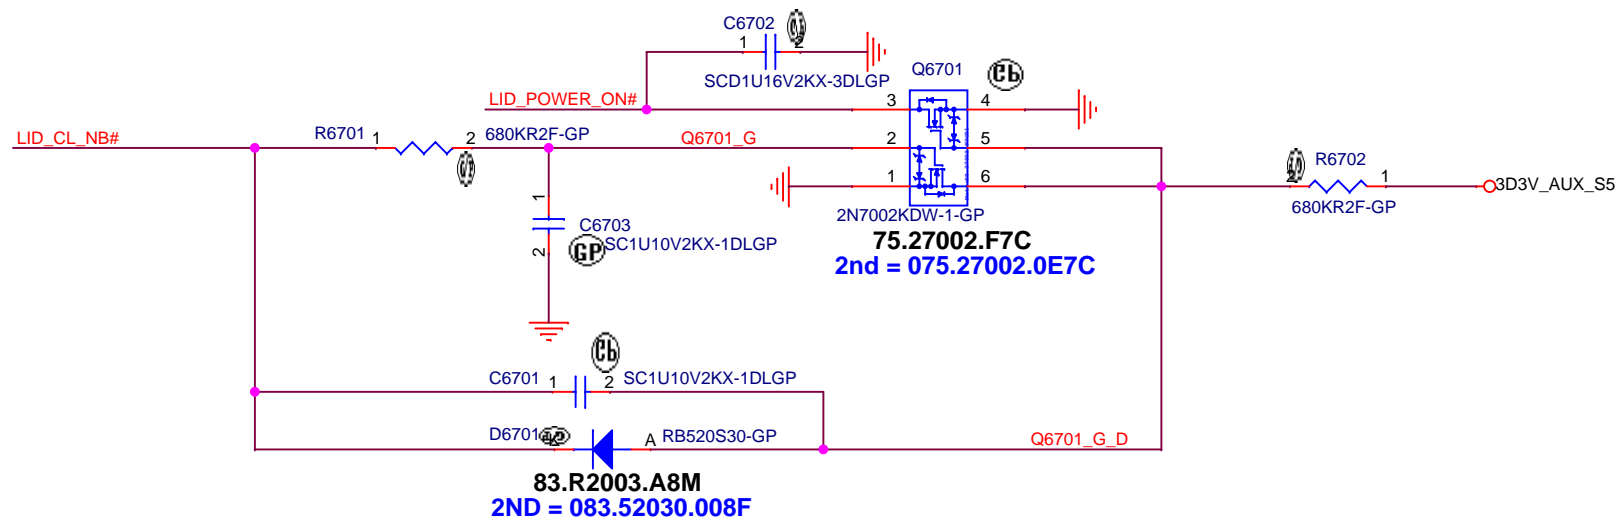 C6702
1 2
SCD1U16V2KX-3DLGP
Q6701
LID_POWER_ON#
3 4
LID_CL_NB#
R6701 1 2 680KR2F-GP
Q6701_G
2 5
1 6
2N7002KDW-1-GP
75.27002.F7C
2nd = 075.27002.0E7C
R6702
2 1
680KR2F-GP
3D3V_AUX_S5
1
C6703
2
GP
SC1U10V2KX-1DLGP
C6701 1 2 SC1U10V2KX-1DLGP
D6701
A RB520S30-GP
Q6701_G_D
83.R2003.A8M
2ND = 083.52030.008F